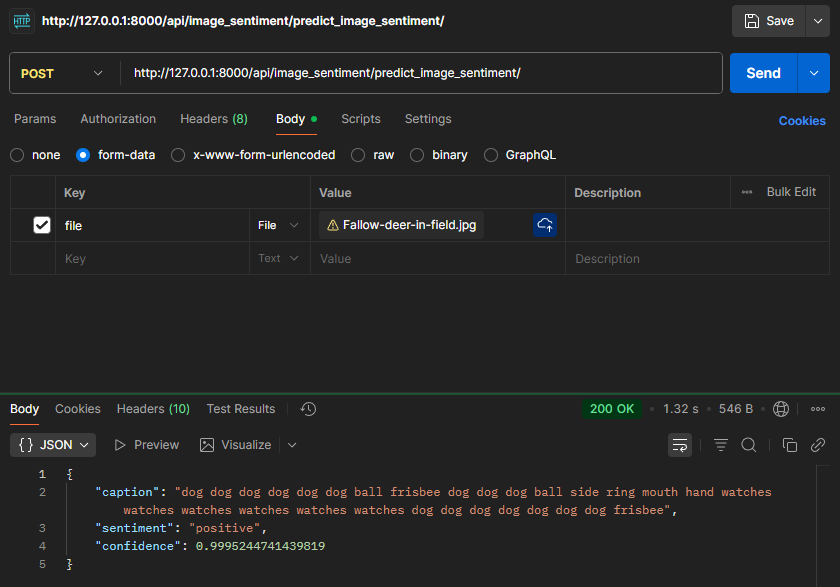 HTTP http://127.0.0.1:8000/api/image_sentiment/predict_image_sentiment/ Save
POST http://127.0.0.1:8000/api/image_sentiment/predict_image_sentiment/ Send
Params Authorization Headers (8) Body Scripts Settings Cookies
none form-data x-www-form-urlencoded raw binary GraphQL
Key Value Description Bulk Edit
file File Fallow-deer-in-field.jpg
Key Text Value Description
Body Cookies Headers (10) Test Results 200 OK 1.32 s 546 B
{} JSON Preview Visualize
1 {
2 "caption": "dog dog dog dog dog dog ball frisbee dog dog dog ball side ring mouth hand watches
watches watches watches watches watches dog dog dog dog dog dog dog frisbee",
3 "sentiment": "positive",
4 "confidence": 0.9995244741439819
5 }